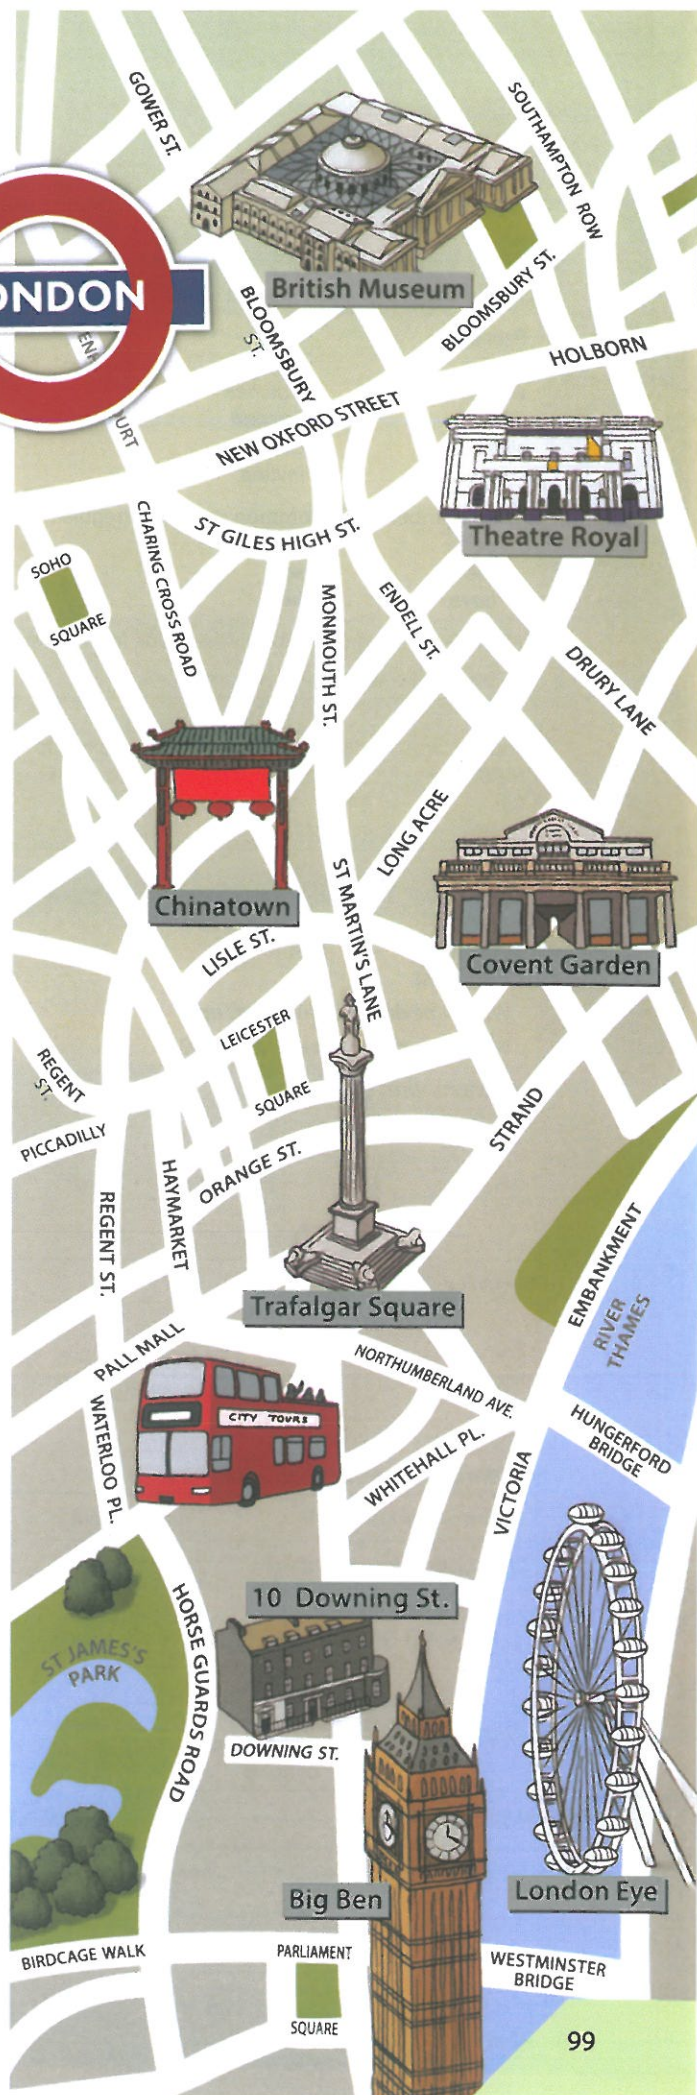 GOWER ST.
SOUTHAMPTON ROW
ONDON
British Museum
BLOOMSBURY ST.
BLOOMSBURY
ST.
HOLBORN
NEW OXFORD STREET
ST GILES HIGH ST.
Theatre Royal
CHARING CROSS ROAD
SOHO
SQUARE
MONMOUTH ST.
ENDELL ST.
DRURY LANE
LONG ACRE
Chinatown
ST MARTIN'S LANE
Covent Garden
LISLE ST.
LEICESTER
SQUARE
REGENT
ST.
PICCADILLY
STRAND
ORANGE ST.
HAYMARKET
REGENT ST.
EMBANKMENT
RIVER
THAMES
Trafalgar Square
PALL MALL
NORTHUMBERLAND AVE.
CITY TOURS
WATERLOO PL.
WHITEHALL PL.
VICTORIA
HUNGERFORD
BRIDGE
10 Downing St.
HORSE GUARDS ROAD
ST JAMES'S
PARK
DOWNING ST.
Big Ben
London Eye
BIRDCAGE WALK
PARLIAMENT
SQUARE
WESTMINSTER
BRIDGE
99